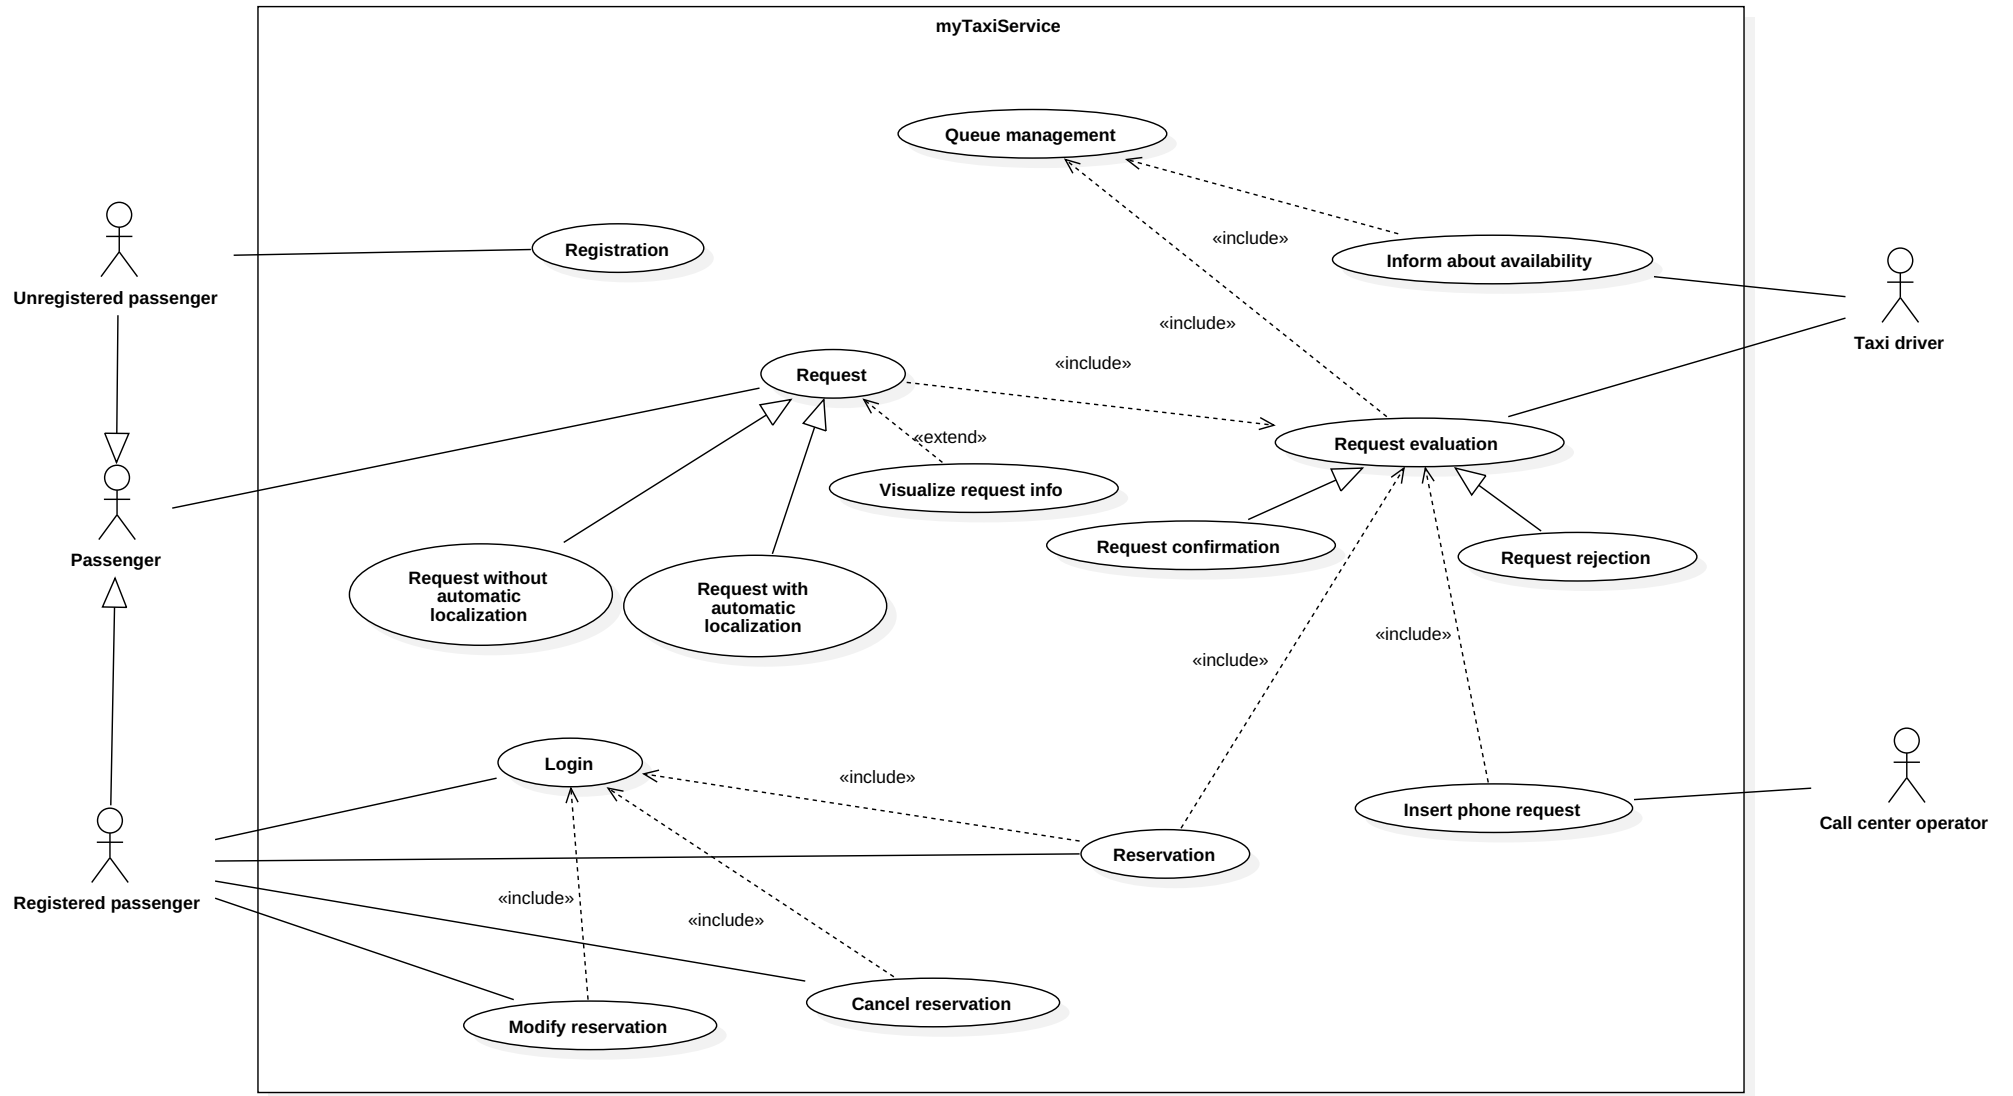 myTaxiService
Queue management
Registration
«include»
Inform about availability
Unregistered passenger
«include»
Taxi driver
«include»
Request
«extend»
Request evaluation
Visualize request info
Passenger
Request confirmation
Request rejection
Request without
automatic
localization
Request with
automatic
localization
«include»
«include»
Login
«include»
Insert phone request
Call center operator
Reservation
«include»
Registered passenger
«include»
Cancel reservation
Modify reservation